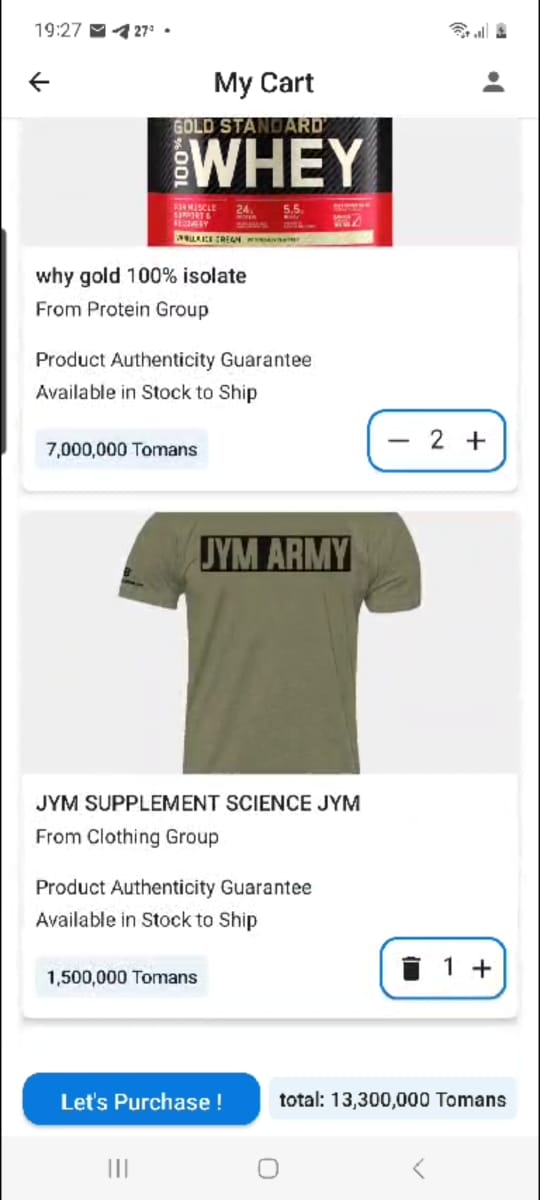 19:27 27°
My Cart
GOLD STANDARD
100% WHEY
24g 5.5g
VANILLA ICE CREAM
why gold 100% isolate
From Protein Group
Product Authenticity Guarantee
Available in Stock to Ship
7,000,000 Tomans
2
JYM ARMY
JYM SUPPLEMENT SCIENCE JYM
From Clothing Group
Product Authenticity Guarantee
Available in Stock to Ship
1,500,000 Tomans
1
Let's Purchase !
total: 13,300,000 Tomans